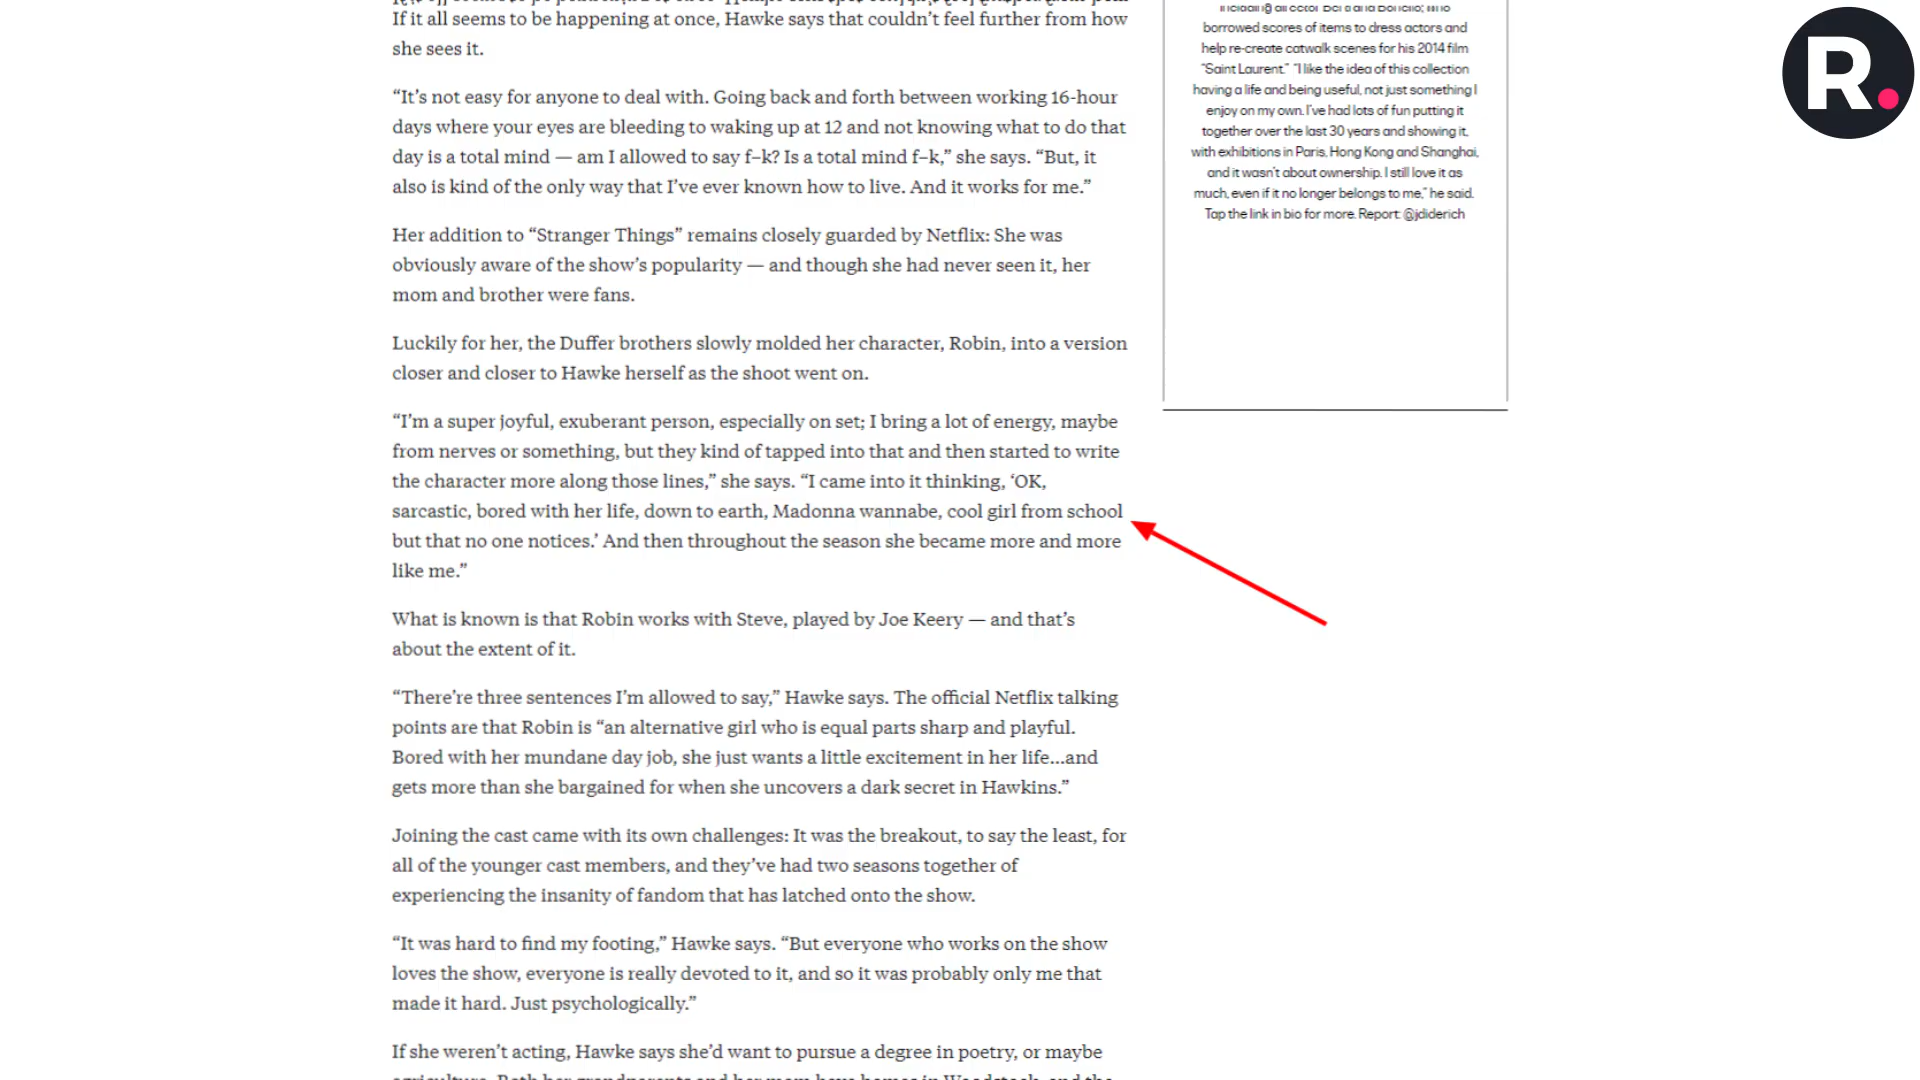 If it all seems to be happening at once, Hawke says that couldn’t feel further from how
she sees it.
“It’s not easy for anyone to deal with. Going back and forth between working 16-hour
days where your eyes are bleeding to waking up at 12 and not knowing what to do that
day is a total mind — am I allowed to say f–k? Is a total mind f–k,” she says. “But, it
also is kind of the only way that I’ve ever known how to live. And it works for me.”
Her addition to “Stranger Things” remains closely guarded by Netflix: She was
obviously aware of the show’s popularity — and though she had never seen it, her
mom and brother were fans.
Luckily for her, the Duffer brothers slowly molded her character, Robin, into a version
closer and closer to Hawke herself as the shoot went on.
“I’m a super joyful, exuberant person, especially on set; I bring a lot of energy, maybe
from nerves or something, but they kind of tapped into that and then started to write
the character more along those lines,” she says. “I came into it thinking, ‘OK,
sarcastic, bored with her life, down to earth, Madonna wannabe, cool girl from school
but that no one notices.’ And then throughout the season she became more and more
like me.”
What is known is that Robin works with Steve, played by Joe Keery — and that’s
about the extent of it.
“There’re three sentences I’m allowed to say,” Hawke says. The official Netflix talking
points are that Robin is “an alternative girl who is equal parts sharp and playful.
Bored with her mundane day job, she just wants a little excitement in her life…and
gets more than she bargained for when she uncovers a dark secret in Hawkins.”
Joining the cast came with its own challenges: It was the breakout, to say the least, for
all of the younger cast members, and they’ve had two seasons together of
experiencing the insanity of fandom that has latched onto the show.
“It was hard to find my footing,” Hawke says. “But everyone who works on the show
loves the show, everyone is really devoted to it, and so it was probably only me that
made it hard. Just psychologically.”
If she weren’t acting, Hawke says she’d want to pursue a degree in poetry, or maybe
borrowed scores of items to dress actors and
help re-create catwalk scenes for his 2014 film
“Saint Laurent.” “I like the idea of this collection
having a life and being useful, not just something I
enjoy on my own. I’ve had lots of fun putting it
together over the last 30 years and showing it,
with exhibitions in Paris, Hong Kong and Shanghai,
and it wasn’t about ownership. I still love it as
much, even if it no longer belongs to me,” he said.
Tap the link in bio for more. Report: @jdiderich
R.